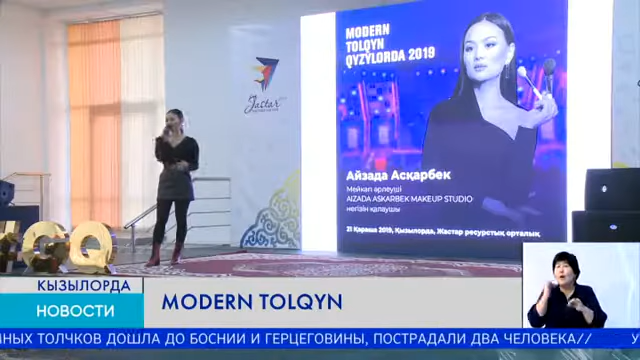 MODERN
TOLQYN
QYZYLORDA 2019
Jastar
Айзада Асқарбек
Мейкап әрлеуші
AIZADA ASKARBEK MAKEUP STUDIO
негізін қалаушы
21 Қараша 2019, Қызылорда, Жастар ресурстық орталық
КЫЗЫЛОРДА
НОВОСТИ
MODERN TOLQYN
МНЫХ ТОЛЧКОВ ДОШЛА ДО БОСНИИ И ГЕРЦЕГОВИНЫ, ПОСТРАДАЛИ ДВА ЧЕЛОВЕКА//